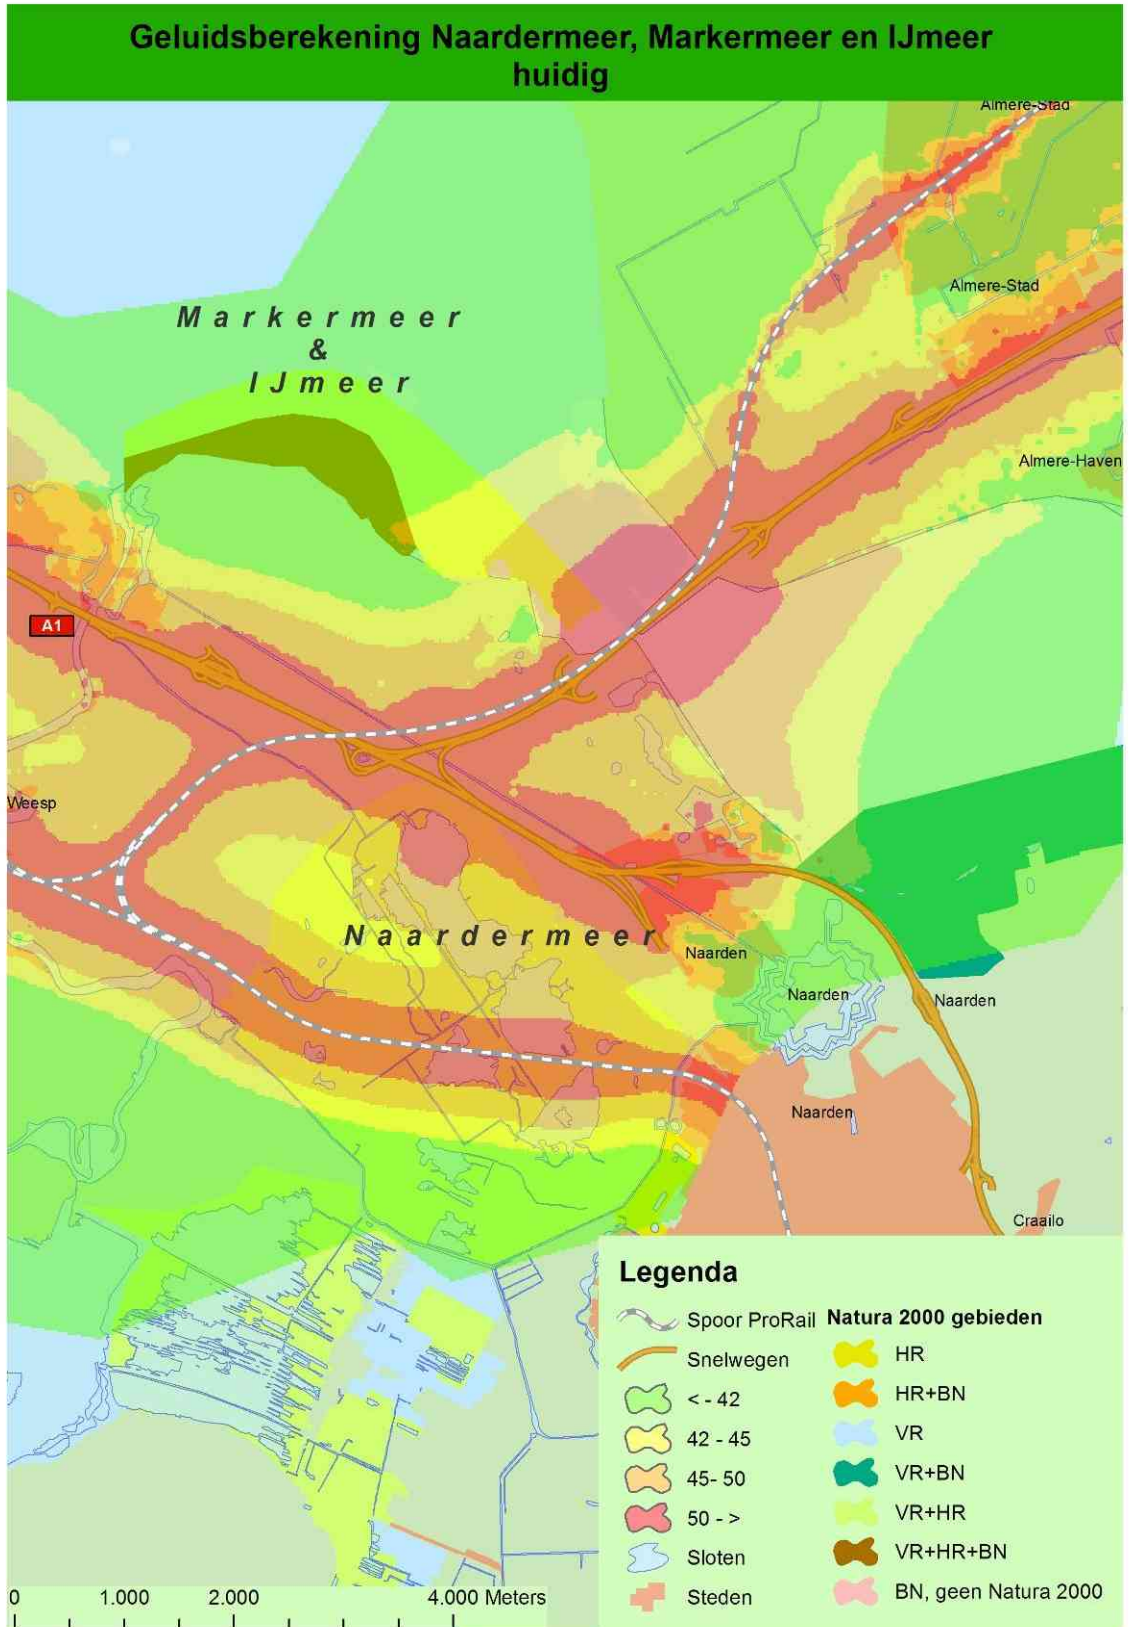 Geluidsberekening Naardermeer, Markermeer en IJmeer
huidig
Almere-Stad
Almere-Stad
Markermeer
&
IJmeer
Almere-Haven
A1
Weesp
Naardermeer
Naarden
Naarden
Naarden
Naarden
Craailo
Legenda
Spoor ProRail
Snelwegen
< - 42
42 - 45
45- 50
50 - >
Sloten
Steden
Natura 2000 gebieden
HR
HR+BN
VR
VR+BN
VR+HR
VR+HR+BN
BN, geen Natura 2000
0 1.000 2.000 4.000 Meters